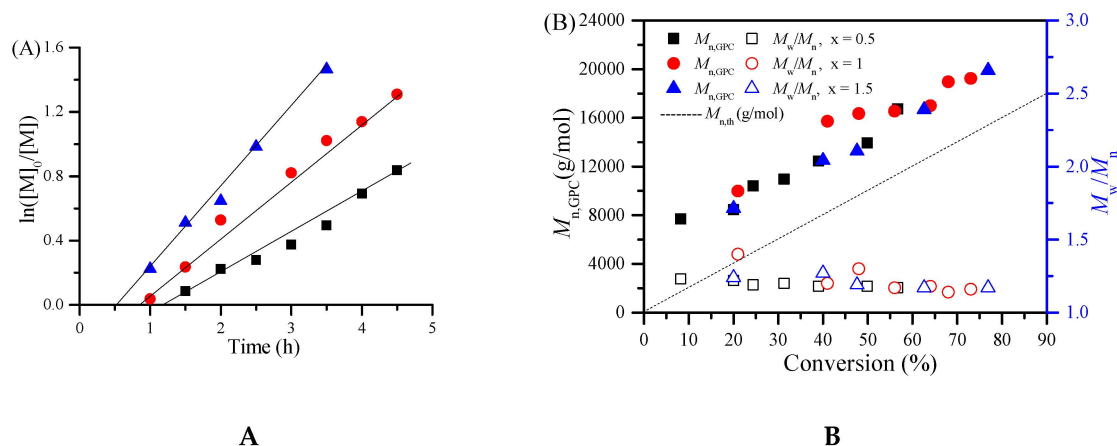 (A)
ln([M]0/[M])
1.6
1.2
0.8
0.4
0.0
0 1 2 3 4 5
Time (h)
(B)
Mn,GPC(g/mol)
24000
20000
16000
12000
8000
4000
0
Mn,GPC Mw/Mn, x = 0.5
Mn,GPC Mw/Mn, x = 1
Mn,GPC Mw/Mn, x = 1.5
Mn,th(g/mol)
3.0
2.5
2.0
1.5
1.0
Mw/Mn
0 10 20 30 40 50 60 70 80 90
Conversion (%)
A B